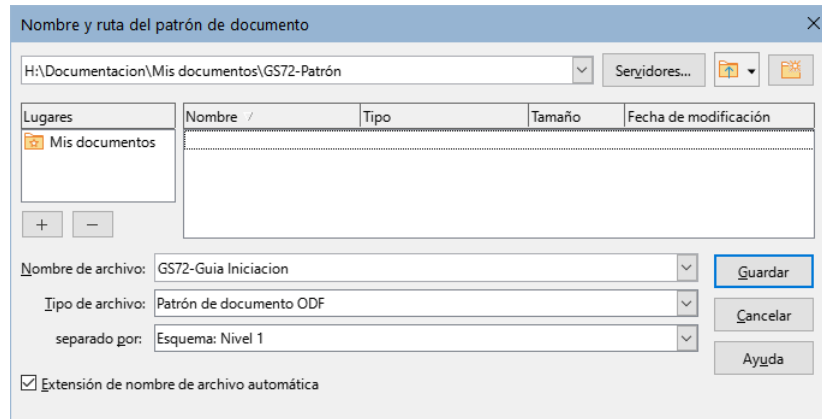 Nombre y ruta del patrón de documento
H:\Documentacion\Mis documentos\GS72-Patrón
Servidores...
Lugares
Nombre
Tipo
Tamaño
Fecha de modificación
Mis documentos
Nombre de archivo: GS72-Guia Iniciacion
Guardar
Tipo de archivo: Patrón de documento ODF
Cancelar
separado por: Esquema: Nivel 1
Ayuda
Extensión de nombre de archivo automática